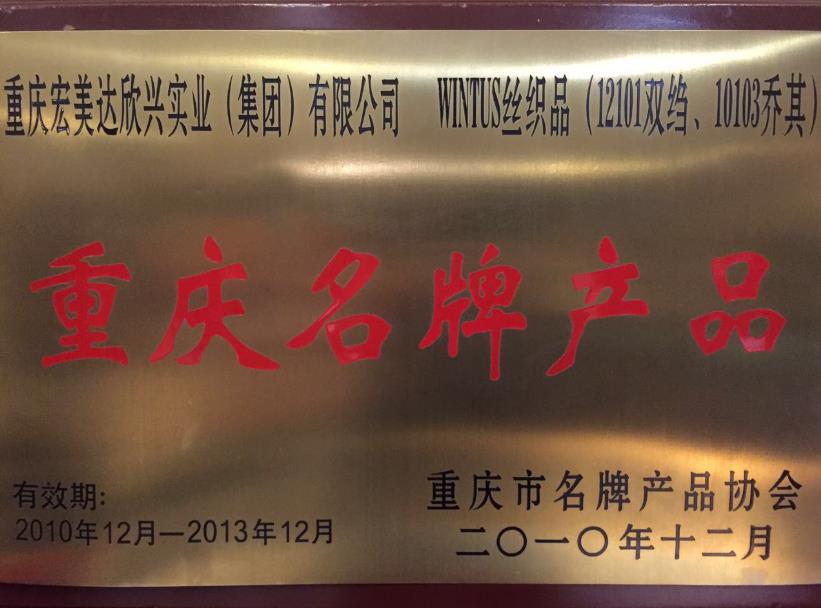 重庆宏美达欣兴实业（集团）有限公司 WINTUS丝织品（12101双绉、10103乔其）
重庆名牌产品
有效期:
2010年12月—2013年12月
重庆市名牌产品协会
二〇一〇年十二月